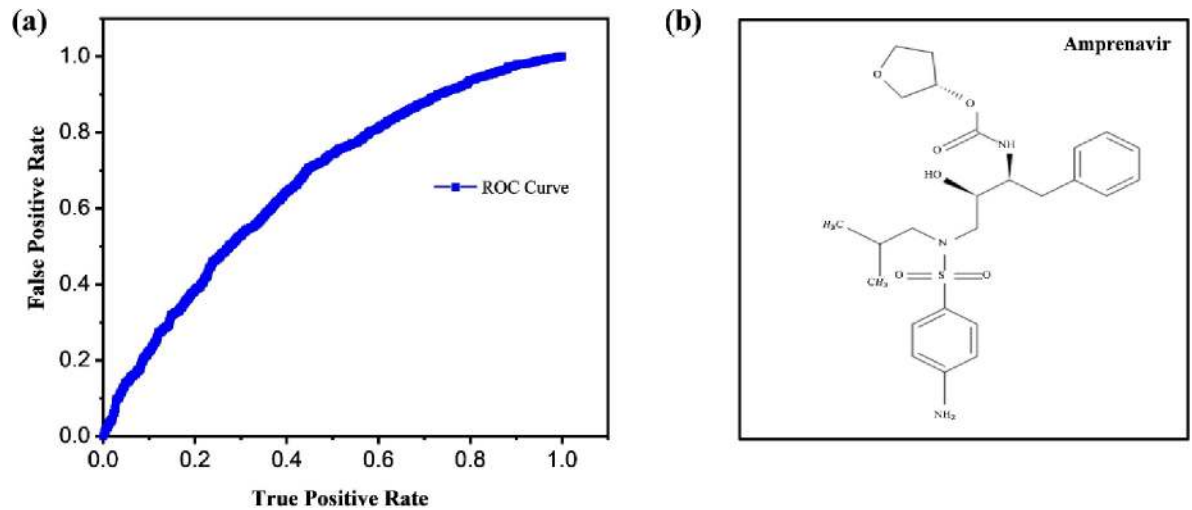 (a)
1.0
0.8
0.6
0.4
0.2
0.0
False Positive Rate
ROC Curve
0.0 0.2 0.4 0.6 0.8 1.0
True Positive Rate
(b)
Amprenavir
O
O
O
NH
HO
H₃C
N
CH₃
O S O
NH₂